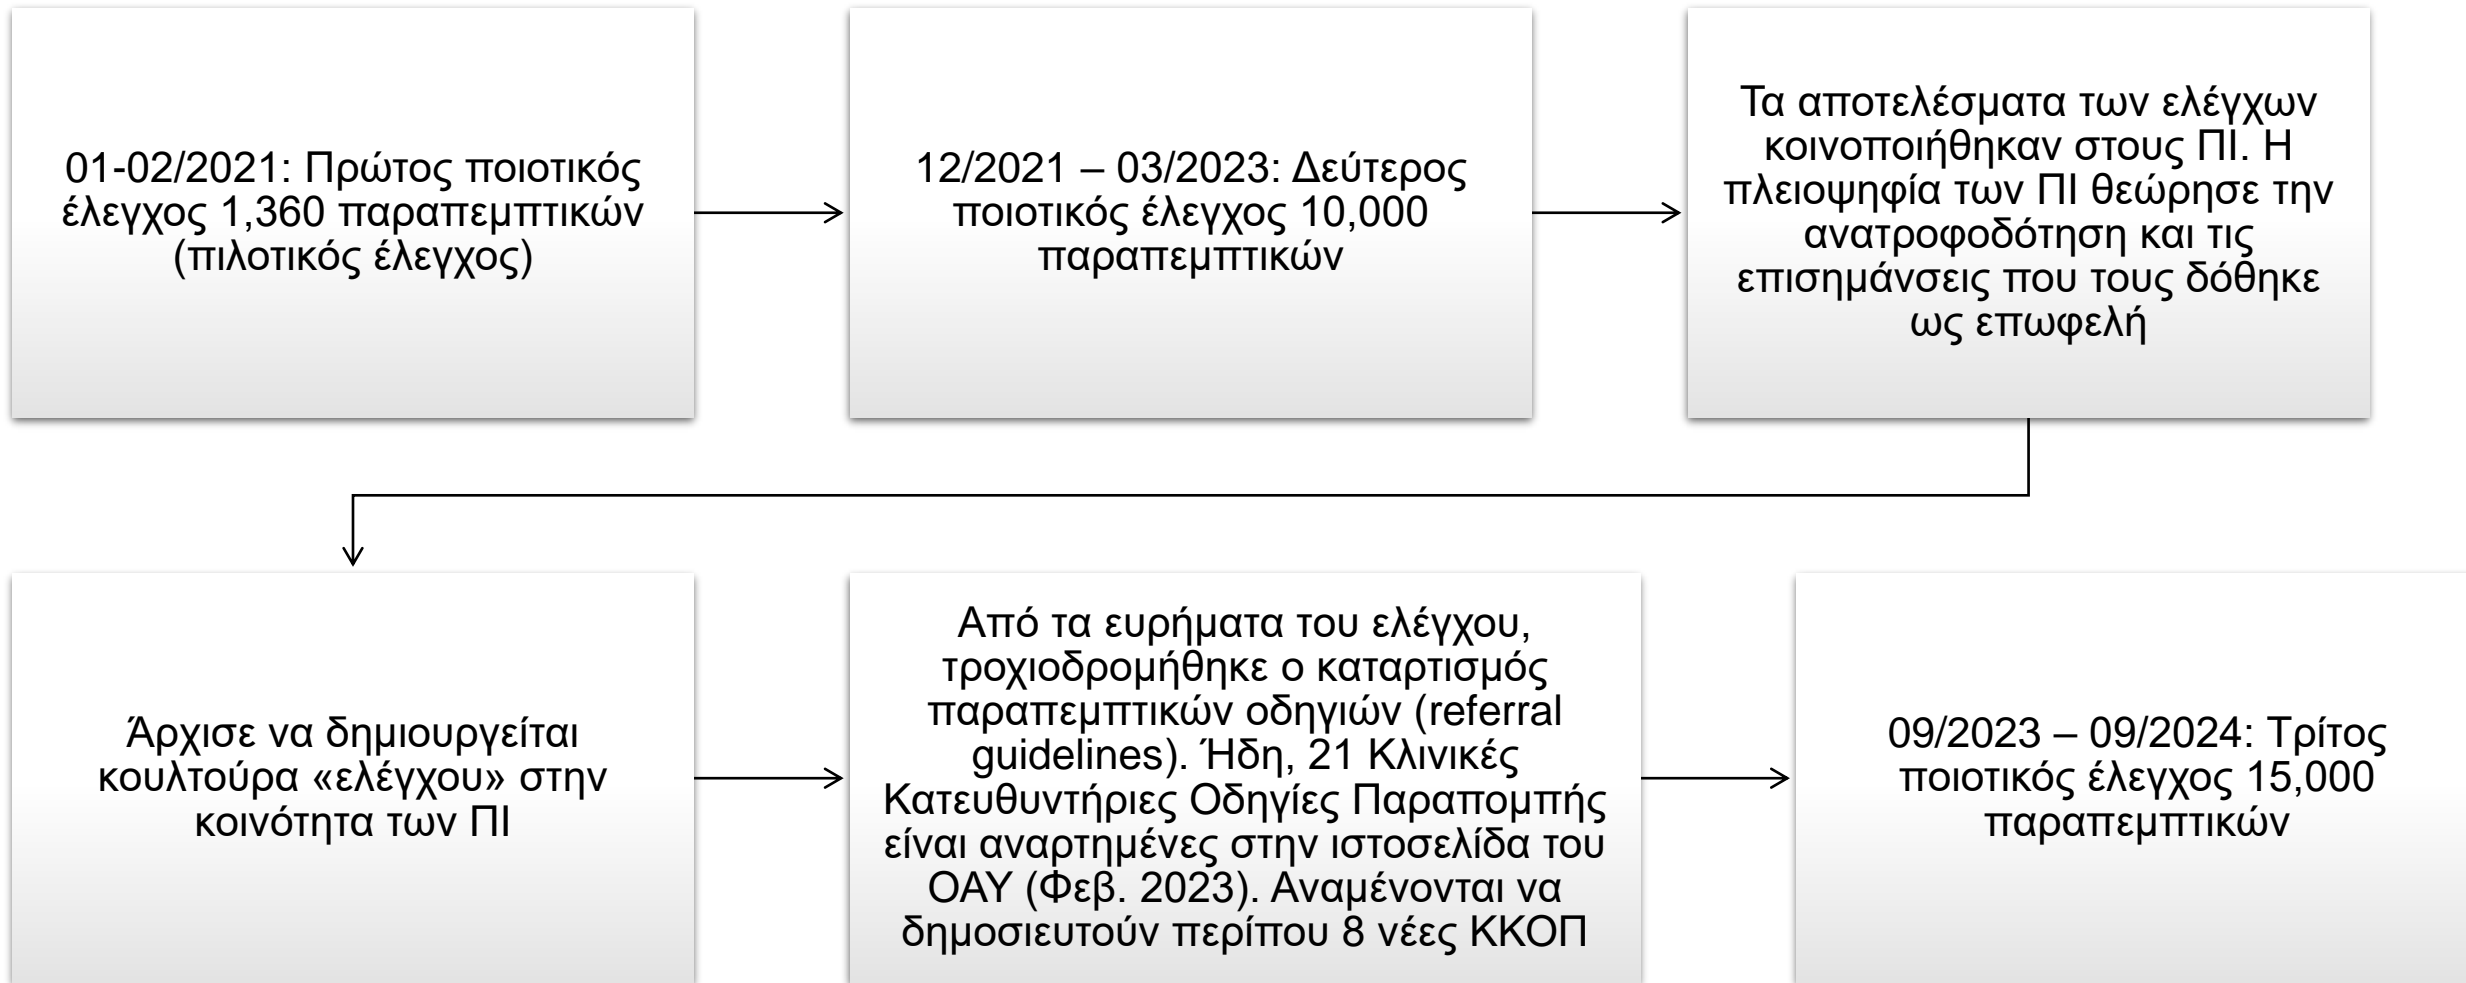 01-02/2021: Πρώτος ποιοτικός
έλεγχος 1,360 παραπεμπτικών
(πιλοτικός έλεγχος)
12/2021 – 03/2023: Δεύτερος
ποιοτικός έλεγχος 10,000
παραπεμπτικών
Τα αποτελέσματα των ελέγχων
κοινοποιήθηκαν στους ΠΙ. Η
πλειοψηφία των ΠΙ θεώρησε την
ανατροφοδότηση και τις
επισημάνσεις που τους δόθηκε
ως επωφελή
Άρχισε να δημιουργείται
κουλτούρα «ελέγχου» στην
κοινότητα των ΠΙ
Από τα ευρήματα του ελέγχου,
τροχιοδρομήθηκε ο καταρτισμός
παραπεμπτικών οδηγιών (referral
guidelines). Ήδη, 21 Κλινικές
Κατευθυντήριες Οδηγίες Παραπομπής
είναι αναρτημένες στην ιστοσελίδα του
ΟΑΥ (Φεβ. 2023). Αναμένονται να
δημοσιευτούν περίπου 8 νέες ΚΚΟΠ
09/2023 – 09/2024: Τρίτος
ποιοτικός έλεγχος 15,000
παραπεμπτικών